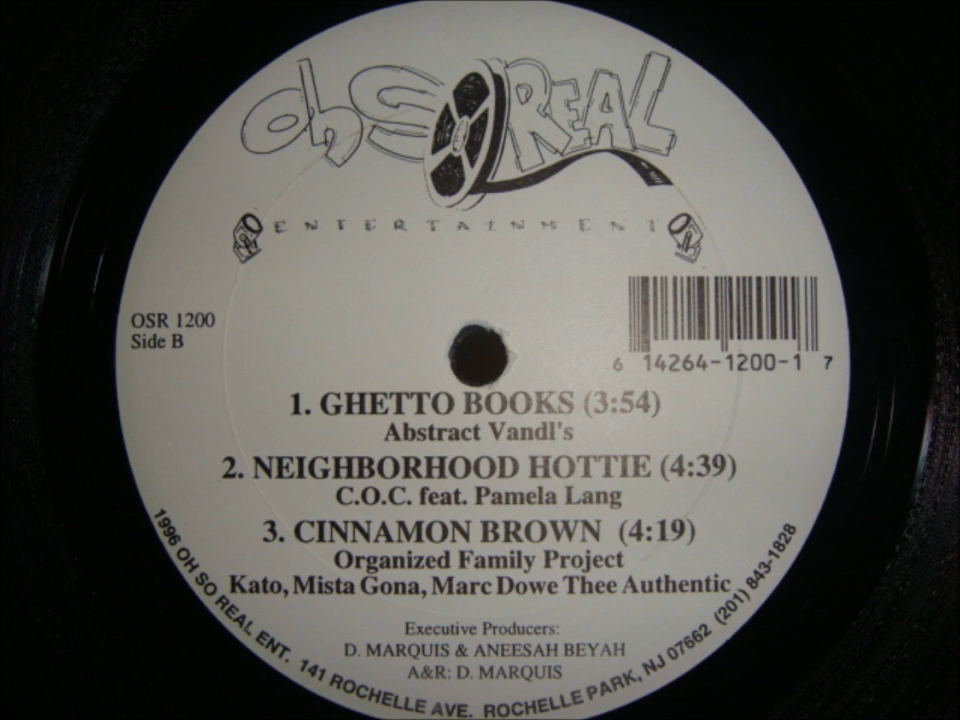 Oh SO REAL
ENTERTAINMENT
OSR 1200
Side B
6 14264-1200-1 7
1. GHETTO BOOKS (3:54)
Abstract Vandl's
2. NEIGHBORHOOD HOTTIE (4:39)
C.O.C. feat. Pamela Lang
3. CINNAMON BROWN (4:19)
Organized Family Project
Kato, Mista Gona, Marc Dowe Thee Authentic
Executive Producers:
D. MARQUIS & ANEESAH BEYAH
A&R: D. MARQUIS
1996 OH SO REAL ENT. 141 ROCHELLE AVE. ROCHELLE PARK, NJ 07662 (201) 843-1828